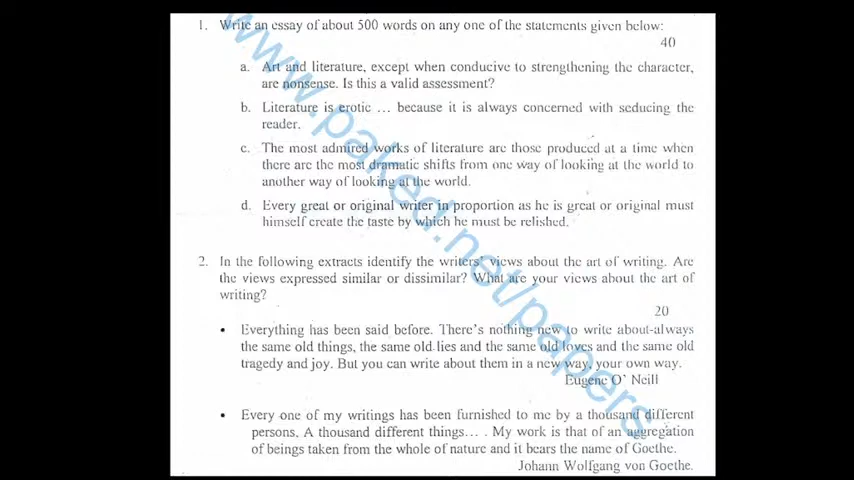 1. Write an essay of about 500 words on any one of the statements given below:
40
a. Art and literature, except when conducive to strengthening the character,
are nonsense. Is this a valid assessment?
b. Literature is erotic ... because it is always concerned with seducing the
reader.
c. The most admired works of literature are those produced at a time when
there are the most dramatic shifts from one way of looking at the world to
another way of looking at the world.
d. Every great or original writer in proportion as he is great or original must
himself create the taste by which he must be relished.
2. In the following extracts identify the writers' views about the art of writing. Are
the views expressed similar or dissimilar? What are your views about the art of
writing?
20
• Everything has been said before. There's nothing new to write about-always
the same old things, the same old lies and the same old loves and the same old
tragedy and joy. But you can write about them in a new way, your own way.
Eugene O' Neill
• Every one of my writings has been furnished to me by a thousand different
persons. A thousand different things... . My work is that of an aggregation
of beings taken from the whole of nature and it bears the name of Goethe.
Johann Wolfgang von Goethe.
www.paked.net/papers